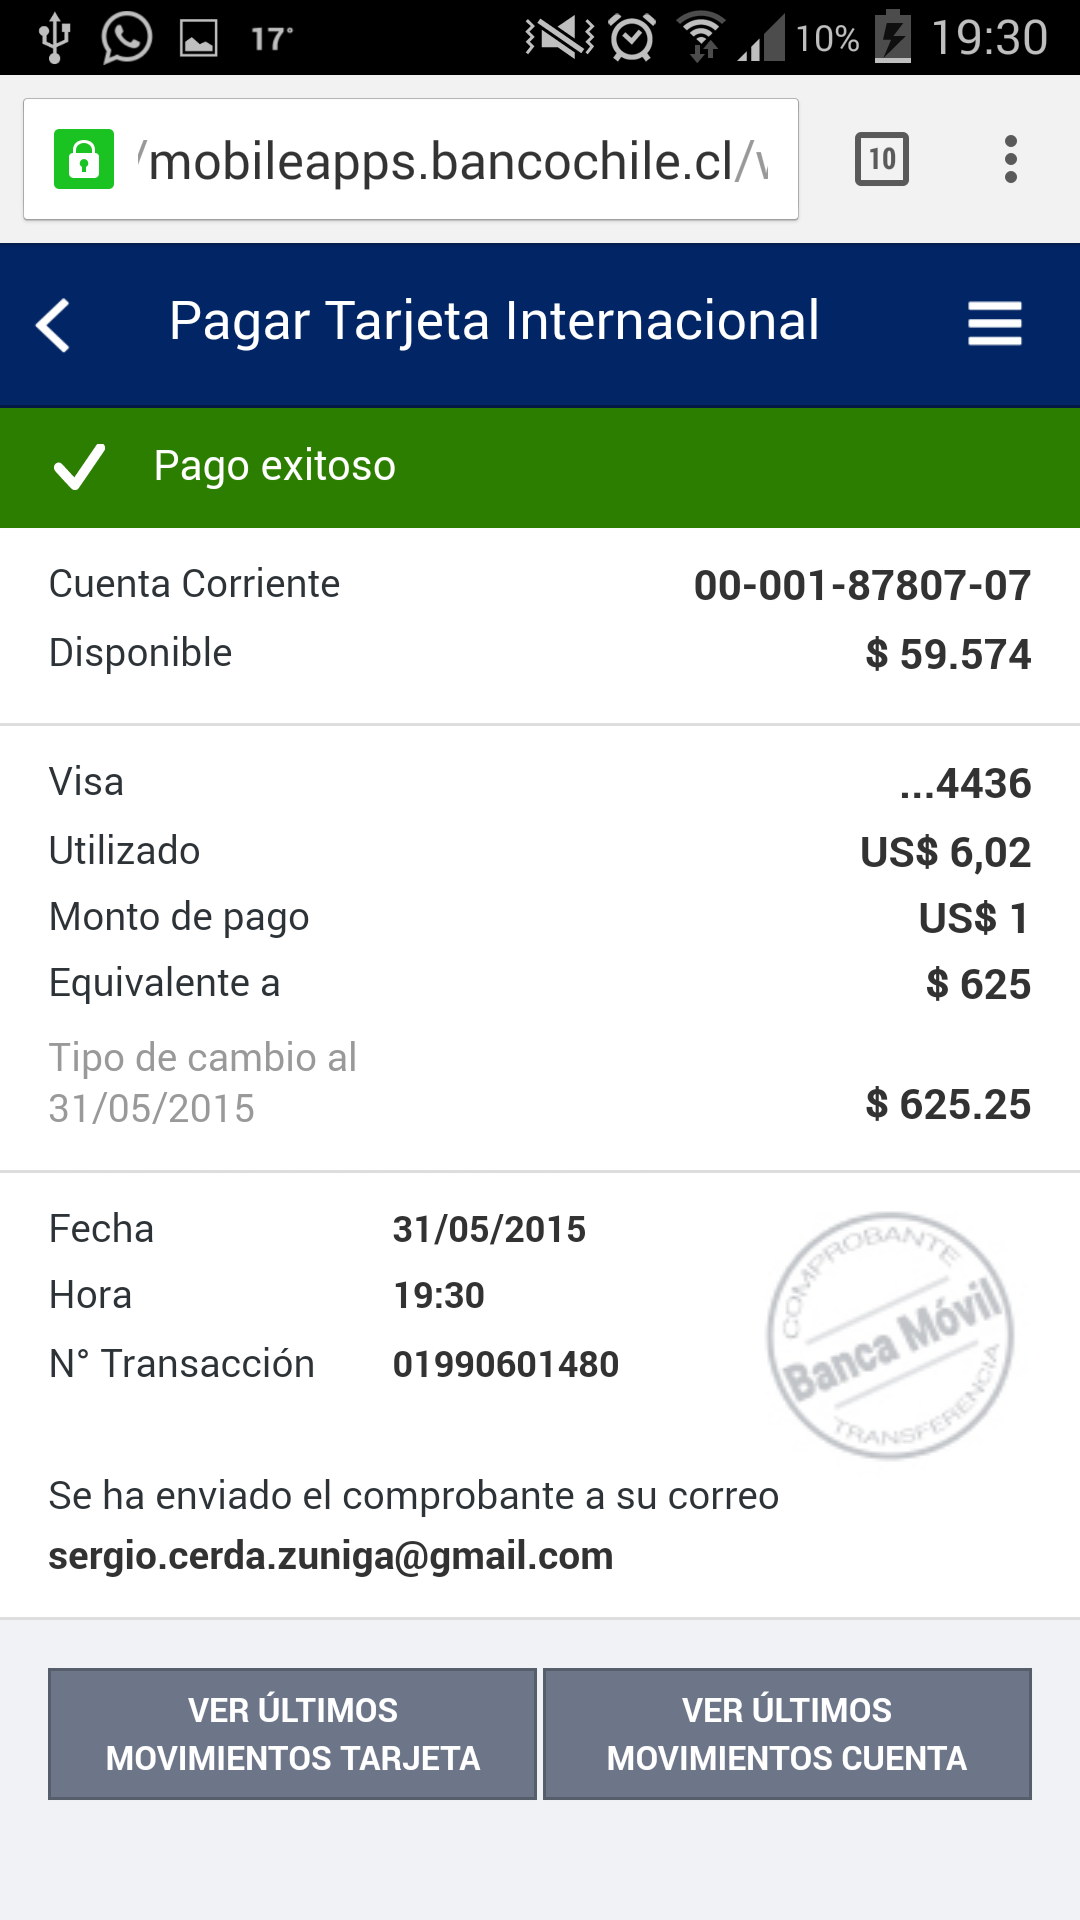 17°
10%
19:30
/mobileapps.bancochile.cl/
10
Pagar Tarjeta Internacional
Pago exitoso
Cuenta Corriente 00-001-87807-07
Disponible $ 59.574
Visa ...4436
Utilizado US$ 6,02
Monto de pago US$ 1
Equivalente a $ 625
Tipo de cambio al
31/05/2015 $ 625.25
Fecha 31/05/2015
Hora 19:30
N° Transacción 01990601480
COMPROBANTE
Banca Móvil
TRANSFERENCIA
Se ha enviado el comprobante a su correo
sergio.cerda.zuniga@gmail.com
VER ÚLTIMOS
MOVIMIENTOS TARJETA
VER ÚLTIMOS
MOVIMIENTOS CUENTA